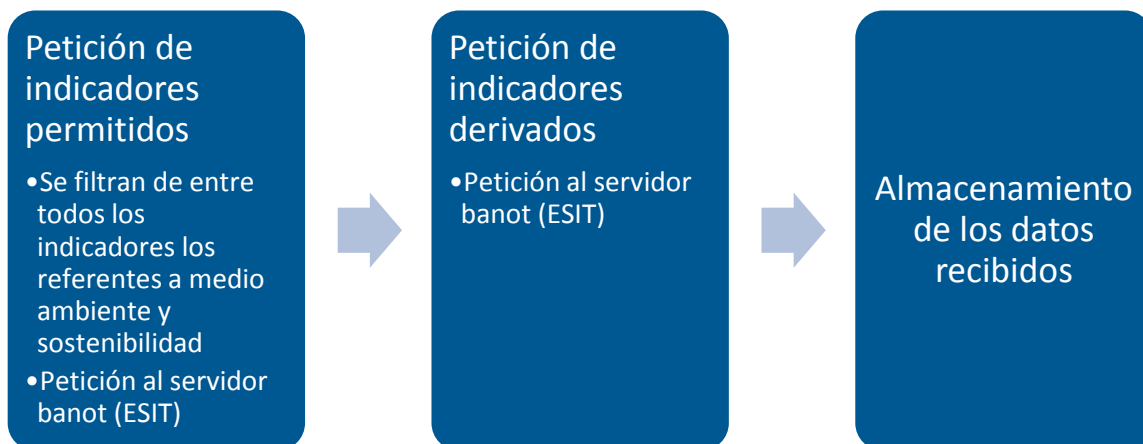 Petición de
indicadores
permitidos
•Se filtran de entre
todos los
indicadores los
referentes a medio
ambiente y
sostenibilidad
•Petición al servidor
banot (ESIT)
Petición de
indicadores
derivados
•Petición al servidor
banot (ESIT)
Almacenamiento
de los datos
recibidos